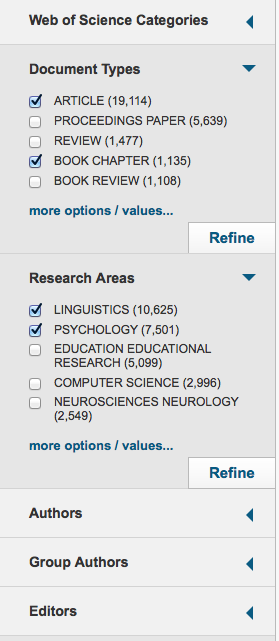 Web of Science Categories
Document Types
ARTICLE (19,114)
PROCEEDINGS PAPER (5,639)
REVIEW (1,477)
BOOK CHAPTER (1,135)
BOOK REVIEW (1,108)
more options / values...
Refine
Research Areas
LINGUISTICS (10,625)
PSYCHOLOGY (7,501)
EDUCATION EDUCATIONAL
RESEARCH (5,099)
COMPUTER SCIENCE (2,996)
NEUROSCIENCES NEUROLOGY
(2,549)
more options / values...
Refine
Authors
Group Authors
Editors